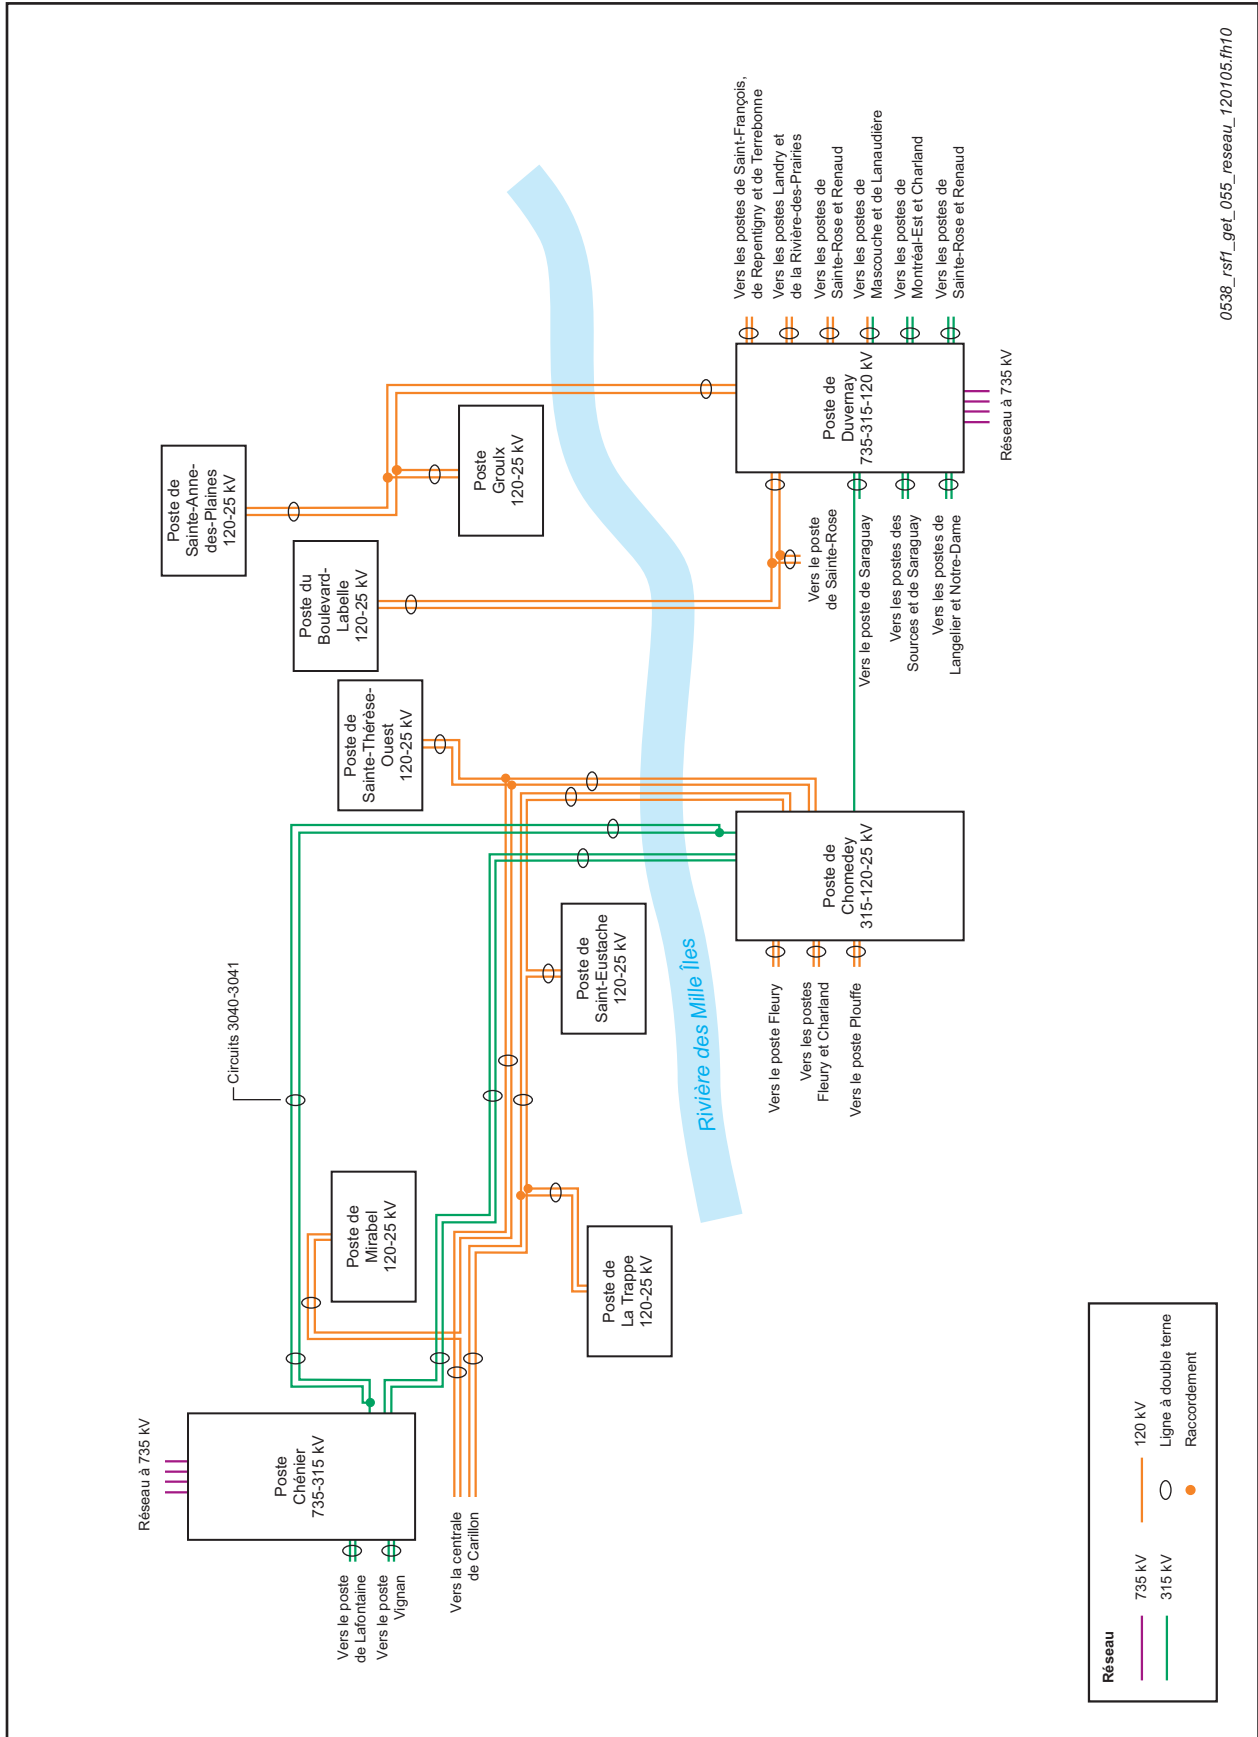 Réseau à 735 kV
Poste
Chénier
735-315 kV
Vers le poste
de Lafontaine
Vers le poste
Vignan
Vers la centrale
de Carillon
Circuits 3040-3041
Poste de
Mirabel
120-25 kV
Poste de
La Trappe
120-25 kV
Poste de
Saint-Eustache
120-25 kV
Poste de
Sainte-Thérèse-
Ouest
120-25 kV
Poste du
Boulevard-
Labelle
120-25 kV
Poste de
Sainte-Anne-
des-Plaines
120-25 kV
Poste
Groulx
120-25 kV
Rivière des Mille Îles
Poste de
Chomedey
315-120-25 kV
Vers le poste Fleury
Vers les postes
Fleury et Charland
Vers le poste Plouffe
Poste de
Duvernay
735-315-120 kV
Vers le poste
de Sainte-Rose
Vers le poste de Saraguay
Vers les postes des
Sources et de Saraguay
Vers les postes de
Langelier et Notre-Dame
Réseau à 735 kV
Vers les postes de Saint-François,
de Repentigny et de Terrebonne
Vers les postes Landry et
de la Rivière-des-Prairies
Vers les postes de
Sainte-Rose et Renaud
Vers les postes de
Mascouche et de Lanaudière
Vers les postes de
Montréal-Est et Charland
Vers les postes de
Sainte-Rose et Renaud
Réseau
735 kV
120 kV
315 kV
Ligne à double terne
Raccordement
0538_rsf1_get_055_reseau_120105.fh10